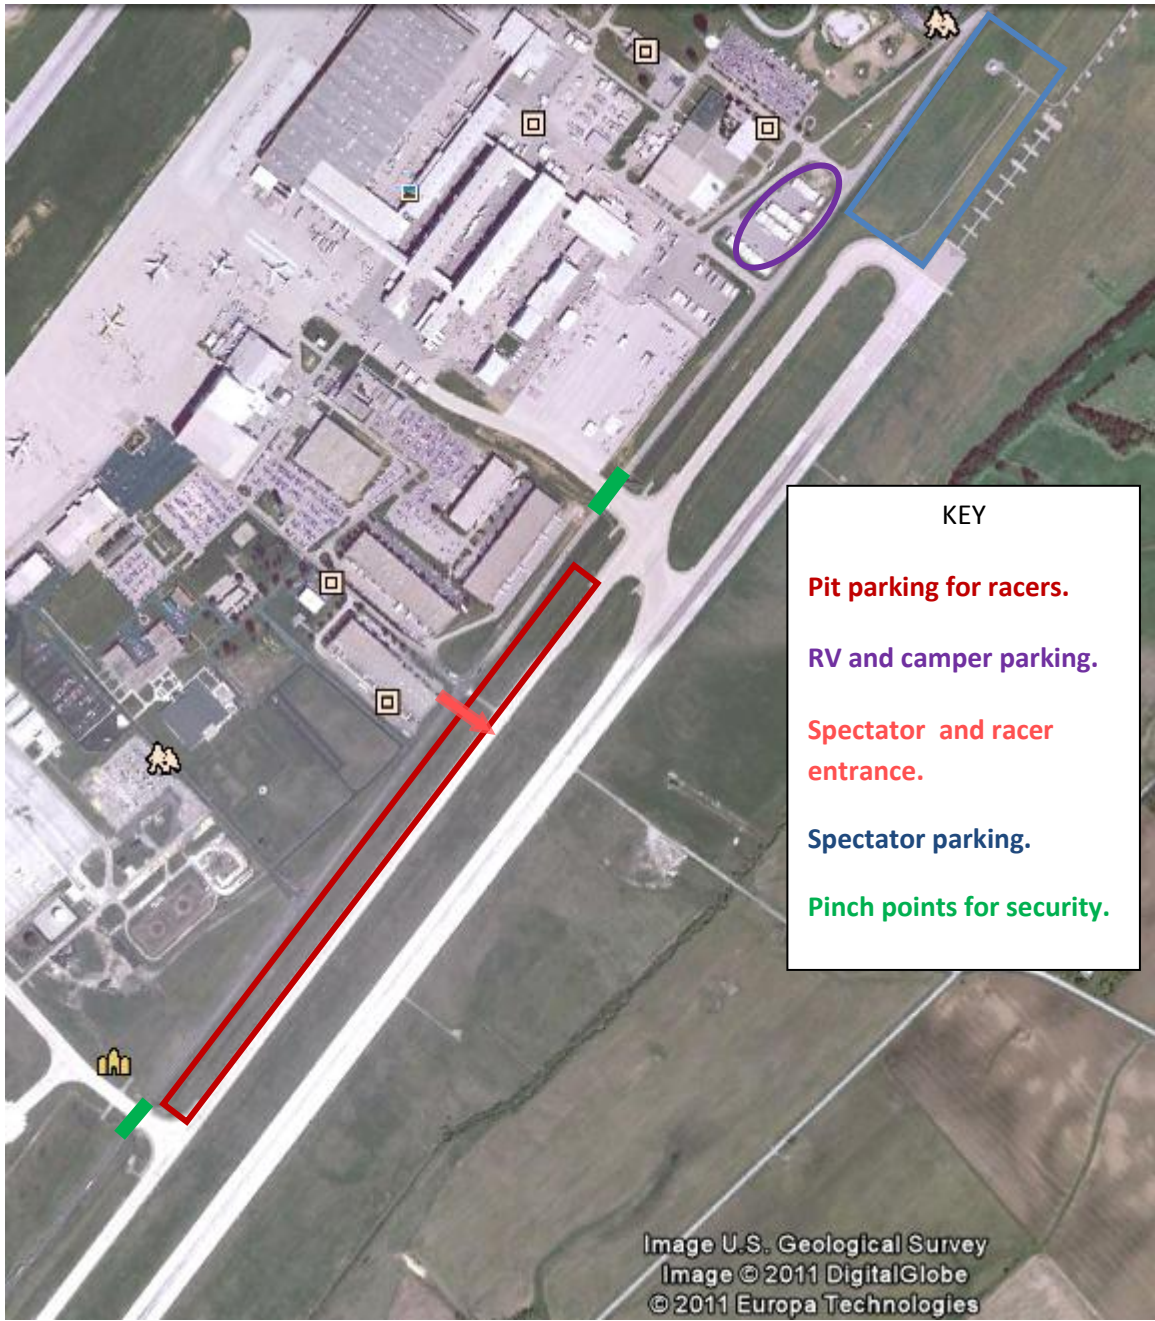 KEY
Pit parking for racers.
RV and camper parking.
Spectator and racer
entrance.
Spectator parking.
Pinch points for security.
Image U.S. Geological Survey
Image © 2011 DigitalGlobe
© 2011 Europa Technologies